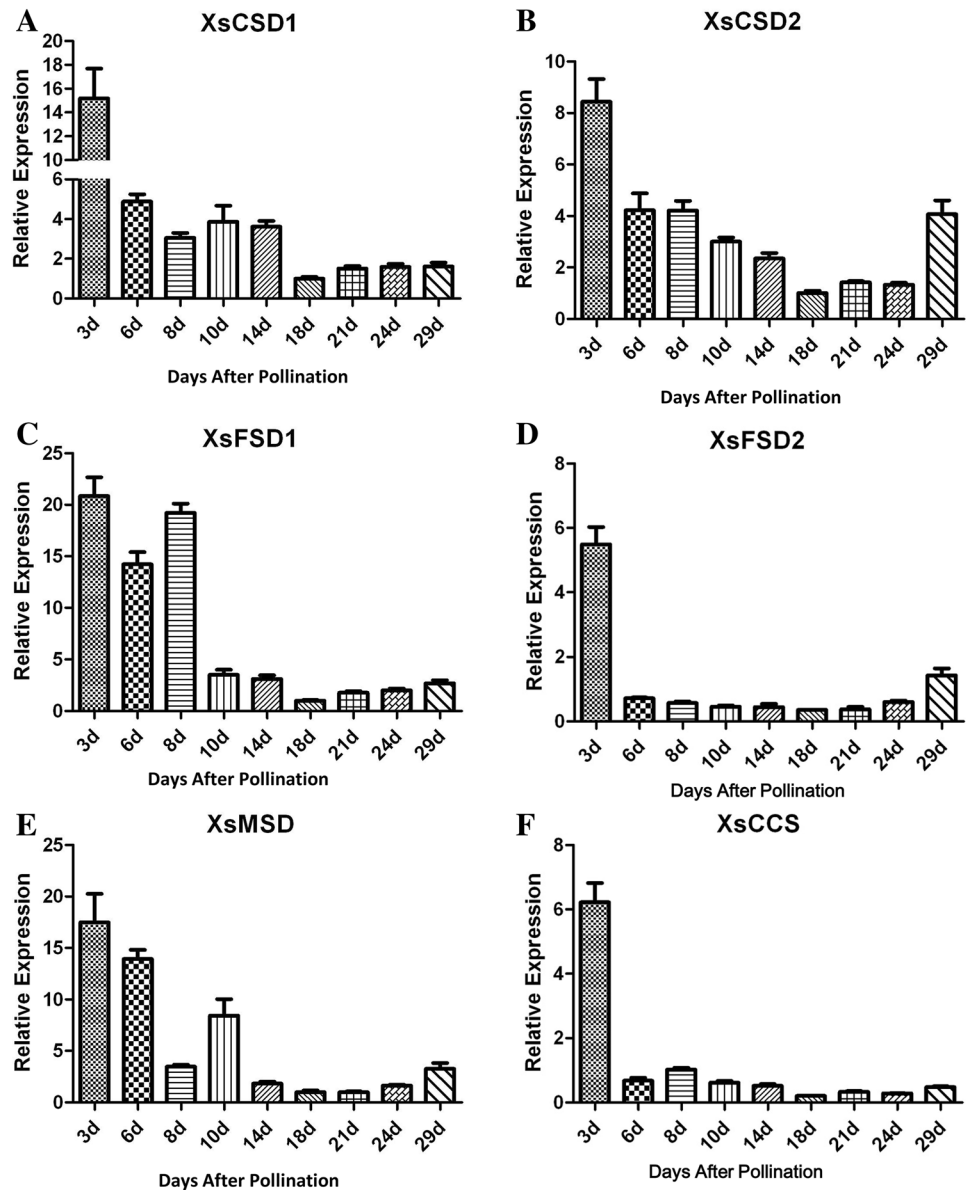 A
XsCSD1
Relative Expression
20
18
16
14
12
10
6
4
2
0
3d 6d 8d 10d 14d 18d 21d 24d 29d
Days After Pollination
B
XsCSD2
Relative Expression
10
8
6
4
2
0
3d 6d 8d 10d 14d 18d 21d 24d 29d
Days After Pollination
C
XsFSD1
Relative Expression
25
20
15
10
5
0
3d 6d 8d 10d 14d 18d 21d 24d 29d
Days After Pollination
D
XsFSD2
Relative Expression
8
6
4
2
0
3d 6d 8d 10d 14d 18d 21d 24d 29d
Days After Pollination
E
XsMSD
Relative Expression
25
20
15
10
5
0
3d 6d 8d 10d 14d 18d 21d 24d 29d
Days After Pollination
F
XsCCS
Relative Expression
8
6
4
2
0
3d 6d 8d 10d 14d 18d 21d 24d 29d
Days After Pollination